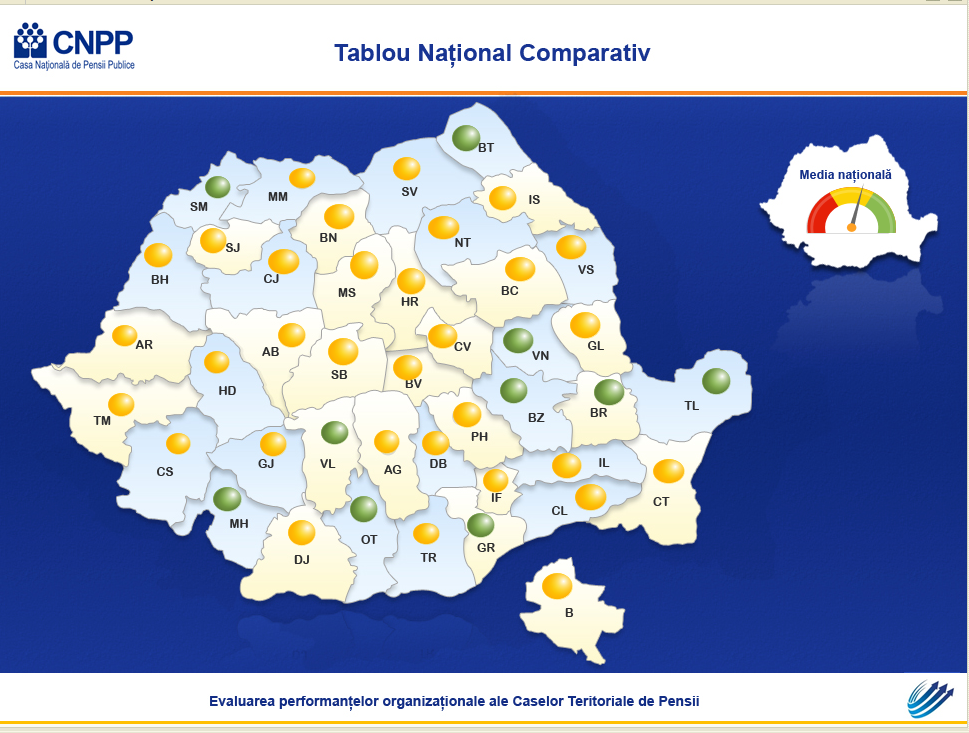 CNPP
Casa Naţională de Pensii Publice
Tablou Național Comparativ
Media națională
BT
SM
MM
SV
IS
BN
SJ
NT
VS
BH
CJ
MS
HR
BC
AR
AB
CV
VN
GL
HD
SB
BV
TL
TM
BZ
BR
CS
GJ
VL
AG
DB
PH
IL
MH
IF
CL
CT
DJ
OT
TR
GR
B
Evaluarea performanțelor organizaționale ale Caselor Teritoriale de Pensii